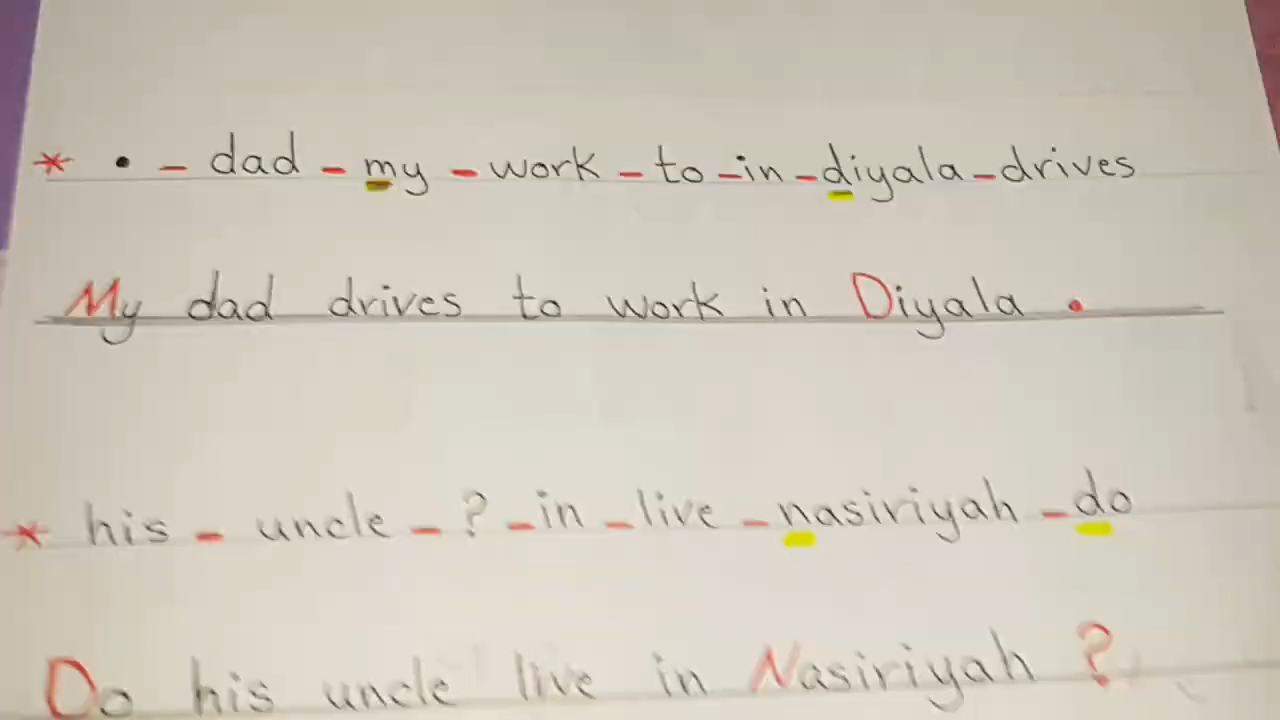 * . - dad - my - work - to - in - diyala - drives
My dad drives to work in Diyala .
* his - uncle - ? - in - live - nasiriyah - do
Do his uncle live in Nasiriyah ?